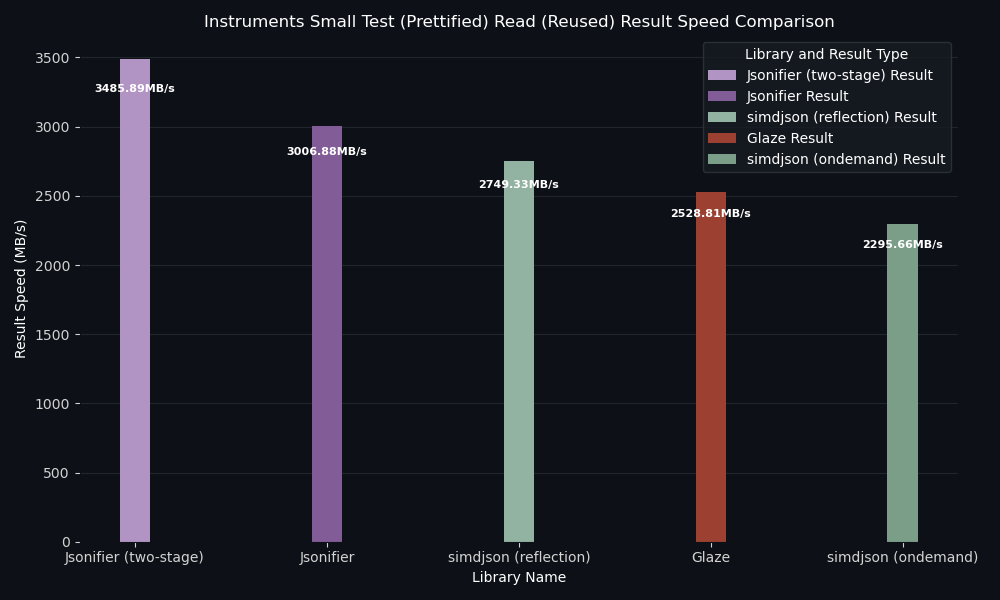 Instruments Small Test (Prettified) Read (Reused) Result Speed Comparison
Library and Result Type
Jsonifier (two-stage) Result
Jsonifier Result
simdjson (reflection) Result
Glaze Result
simdjson (ondemand) Result
Result Speed (MB/s)
3500
3000
2500
2000
1500
1000
500
0
3485.89MB/s
3006.88MB/s
2749.33MB/s
2528.81MB/s
2295.66MB/s
Jsonifier (two-stage)
Jsonifier
simdjson (reflection)
Glaze
simdjson (ondemand)
Library Name